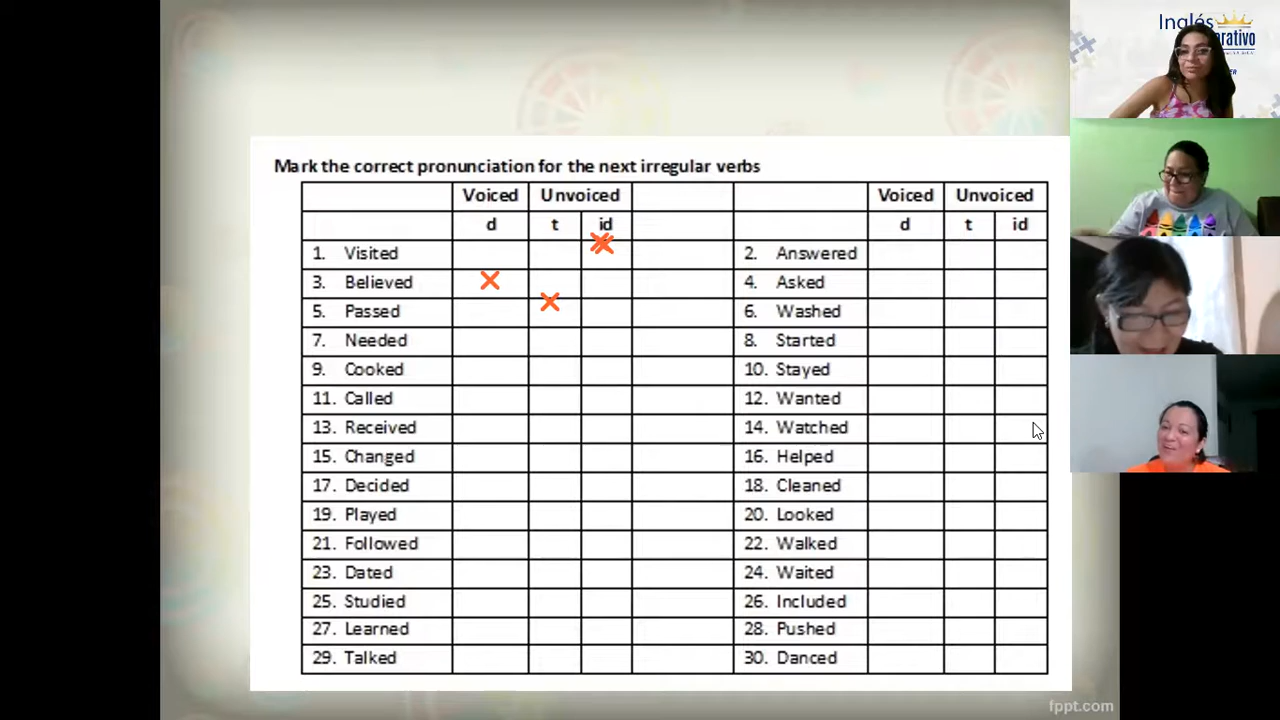 Inglés
Mark the correct pronunciation for the next irregular verbs
Voiced Unvoiced Voiced Unvoiced
d t id d t id
1. Visited 2. Answered
3. Believed 4. Asked
5. Passed 6. Washed
7. Needed 8. Started
9. Cooked 10. Stayed
11. Called 12. Wanted
13. Received 14. Watched
15. Changed 16. Helped
17. Decided 18. Cleaned
19. Played 20. Looked
21. Followed 22. Walked
23. Dated 24. Waited
25. Studied 26. Included
27. Learned 28. Pushed
29. Talked 30. Danced
fppt.com